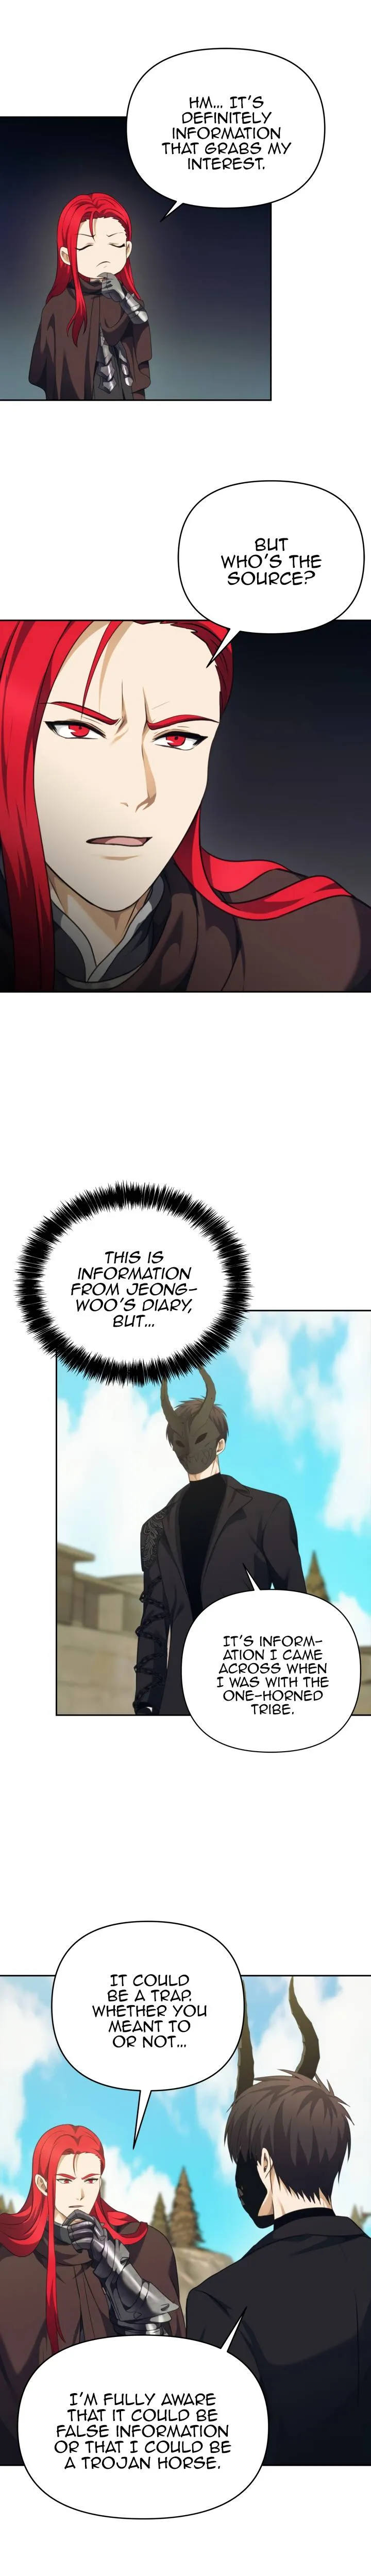 HM... IT'S
DEFINITELY
INFORMATION
THAT GRABS MY
INTEREST.
BUT
WHO'S THE
SOURCE?
THIS IS
INFORMATION
FROM JEONG-
WOO'S DIARY,
BUT...
IT'S INFORM-
ATION I CAME
ACROSS WHEN
I WAS WITH THE
ONE-HORNED
TRIBE.
IT COULD
BE A TRAP.
WHETHER YOU
MEANT TO
OR NOT...
I'M FULLY AWARE
THAT IT COULD BE
FALSE INFORMATION
OR THAT I COULD BE
A TROJAN HORSE.